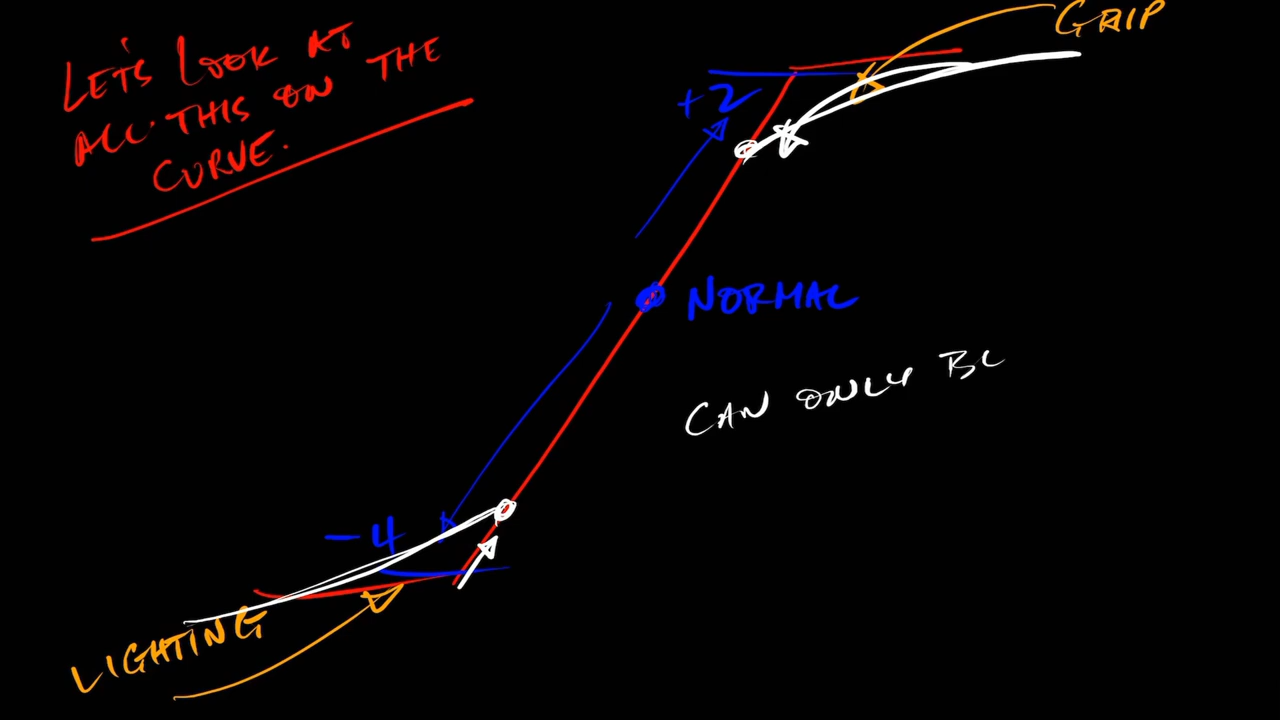 LET'S LOOK AT
ALL THIS ON THE
CURVE.
GRIP
+2
NORMAL
CAN ONLY BE
-4
LIGHTING